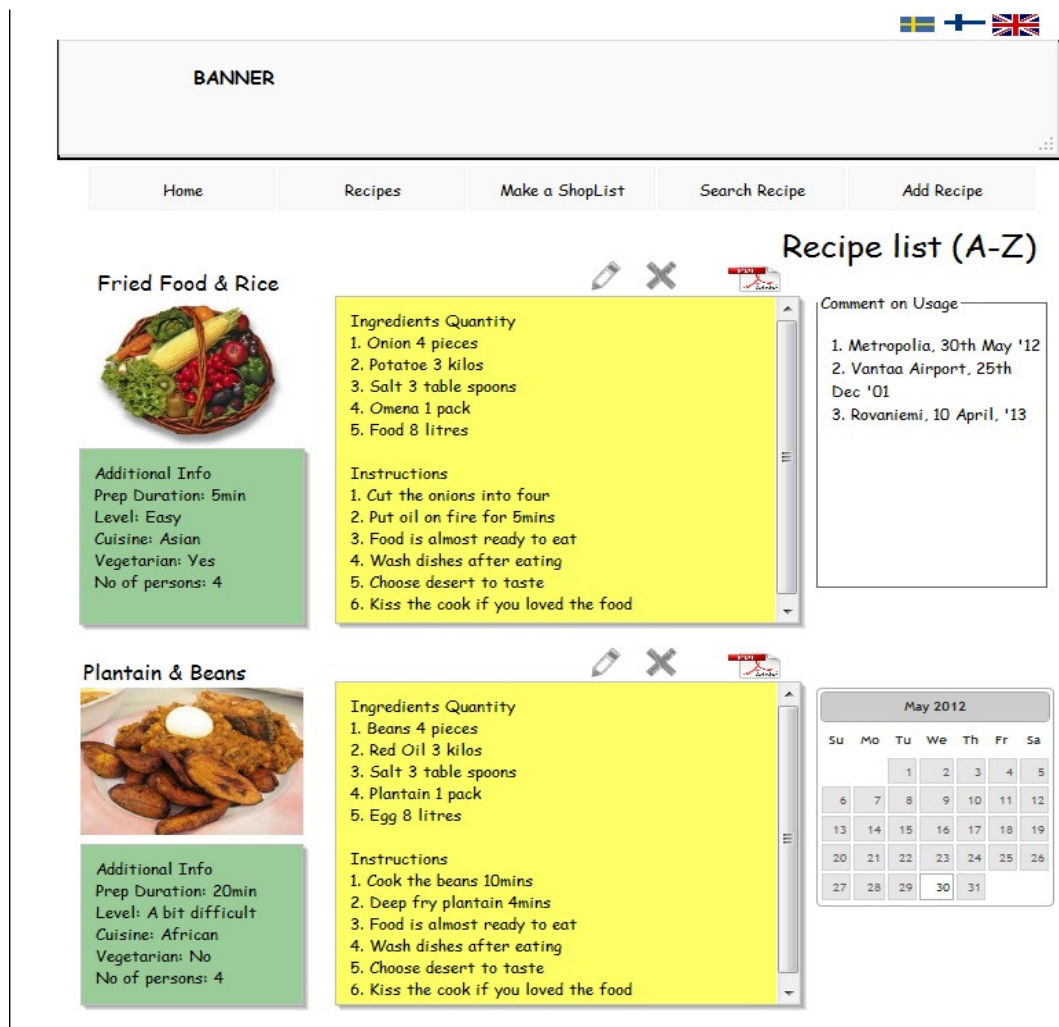 BANNER
Home
Recipes
Make a ShopList
Search Recipe
Add Recipe
Recipe list (A-Z)
Fried Food & Rice
Ingredients Quantity
1. Onion 4 pieces
2. Potatoe 3 kilos
3. Salt 3 table spoons
4. Omena 1 pack
5. Food 8 litres
Instructions
1. Cut the onions into four
2. Put oil on fire for 5mins
3. Food is almost ready to eat
4. Wash dishes after eating
5. Choose desert to taste
6. Kiss the cook if you loved the food
Additional Info
Prep Duration: 5min
Level: Easy
Cuisine: Asian
Vegetarian: Yes
No of persons: 4
Comment on Usage
1. Metropolia, 30th May '12
2. Vantaa Airport, 25th
Dec '01
3. Rovaniemi, 10 April, '13
Plantain & Beans
Ingredients Quantity
1. Beans 4 pieces
2. Red Oil 3 kilos
3. Salt 3 table spoons
4. Plantain 1 pack
5. Egg 8 litres
Instructions
1. Cook the beans 10mins
2. Deep fry plantain 4mins
3. Food is almost ready to eat
4. Wash dishes after eating
5. Choose desert to taste
6. Kiss the cook if you loved the food
Additional Info
Prep Duration: 20min
Level: A bit difficult
Cuisine: African
Vegetarian: No
No of persons: 4
May 2012
Su Mo Tu We Th Fr Sa
1 2 3 4 5
6 7 8 9 10 11 12
13 14 15 16 17 18 19
20 21 22 23 24 25 26
27 28 29 30 31